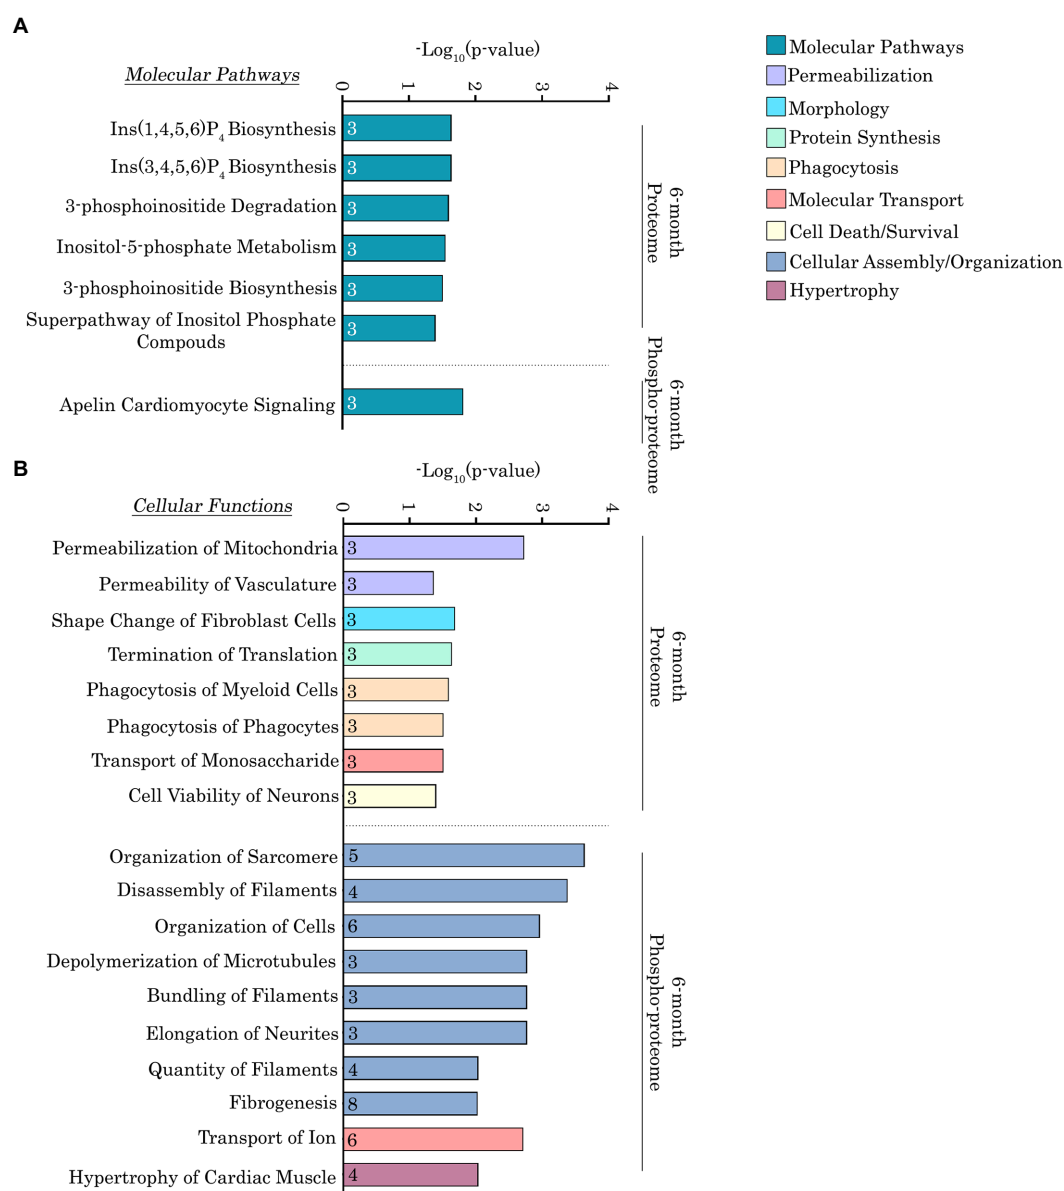 A
-Log10(p-value)
Molecular Pathways
0 1 2 3 4
Ins(1,4,5,6)P4 Biosynthesis 3
Ins(3,4,5,6)P4 Biosynthesis 3
3-phosphoinositide Degradation 3
Inositol-5-phosphate Metabolism 3
3-phosphoinositide Biosynthesis 3
Superpathway of Inositol Phosphate
Compouds 3
6-month
Proteome
Apelin Cardiomyocyte Signaling 3
6-month
Phospho-proteome
Molecular Pathways
Permeabilization
Morphology
Protein Synthesis
Phagocytosis
Molecular Transport
Cell Death/Survival
Cellular Assembly/Organization
Hypertrophy
B
-Log10(p-value)
Cellular Functions
0 1 2 3 4
Permeabilization of Mitochondria 3
Permeability of Vasculature 3
Shape Change of Fibroblast Cells 3
Termination of Translation 3
Phagocytosis of Myeloid Cells 3
Phagocytosis of Phagocytes 3
Transport of Monosaccharide 3
Cell Viability of Neurons 3
6-month
Proteome
Organization of Sarcomere 5
Disassembly of Filaments 4
Organization of Cells 6
Depolymerization of Microtubules 3
Bundling of Filaments 3
Elongation of Neurites 3
Quantity of Filaments 4
Fibrogenesis 8
Transport of Ion 6
Hypertrophy of Cardiac Muscle 4
6-month
Phospho-proteome